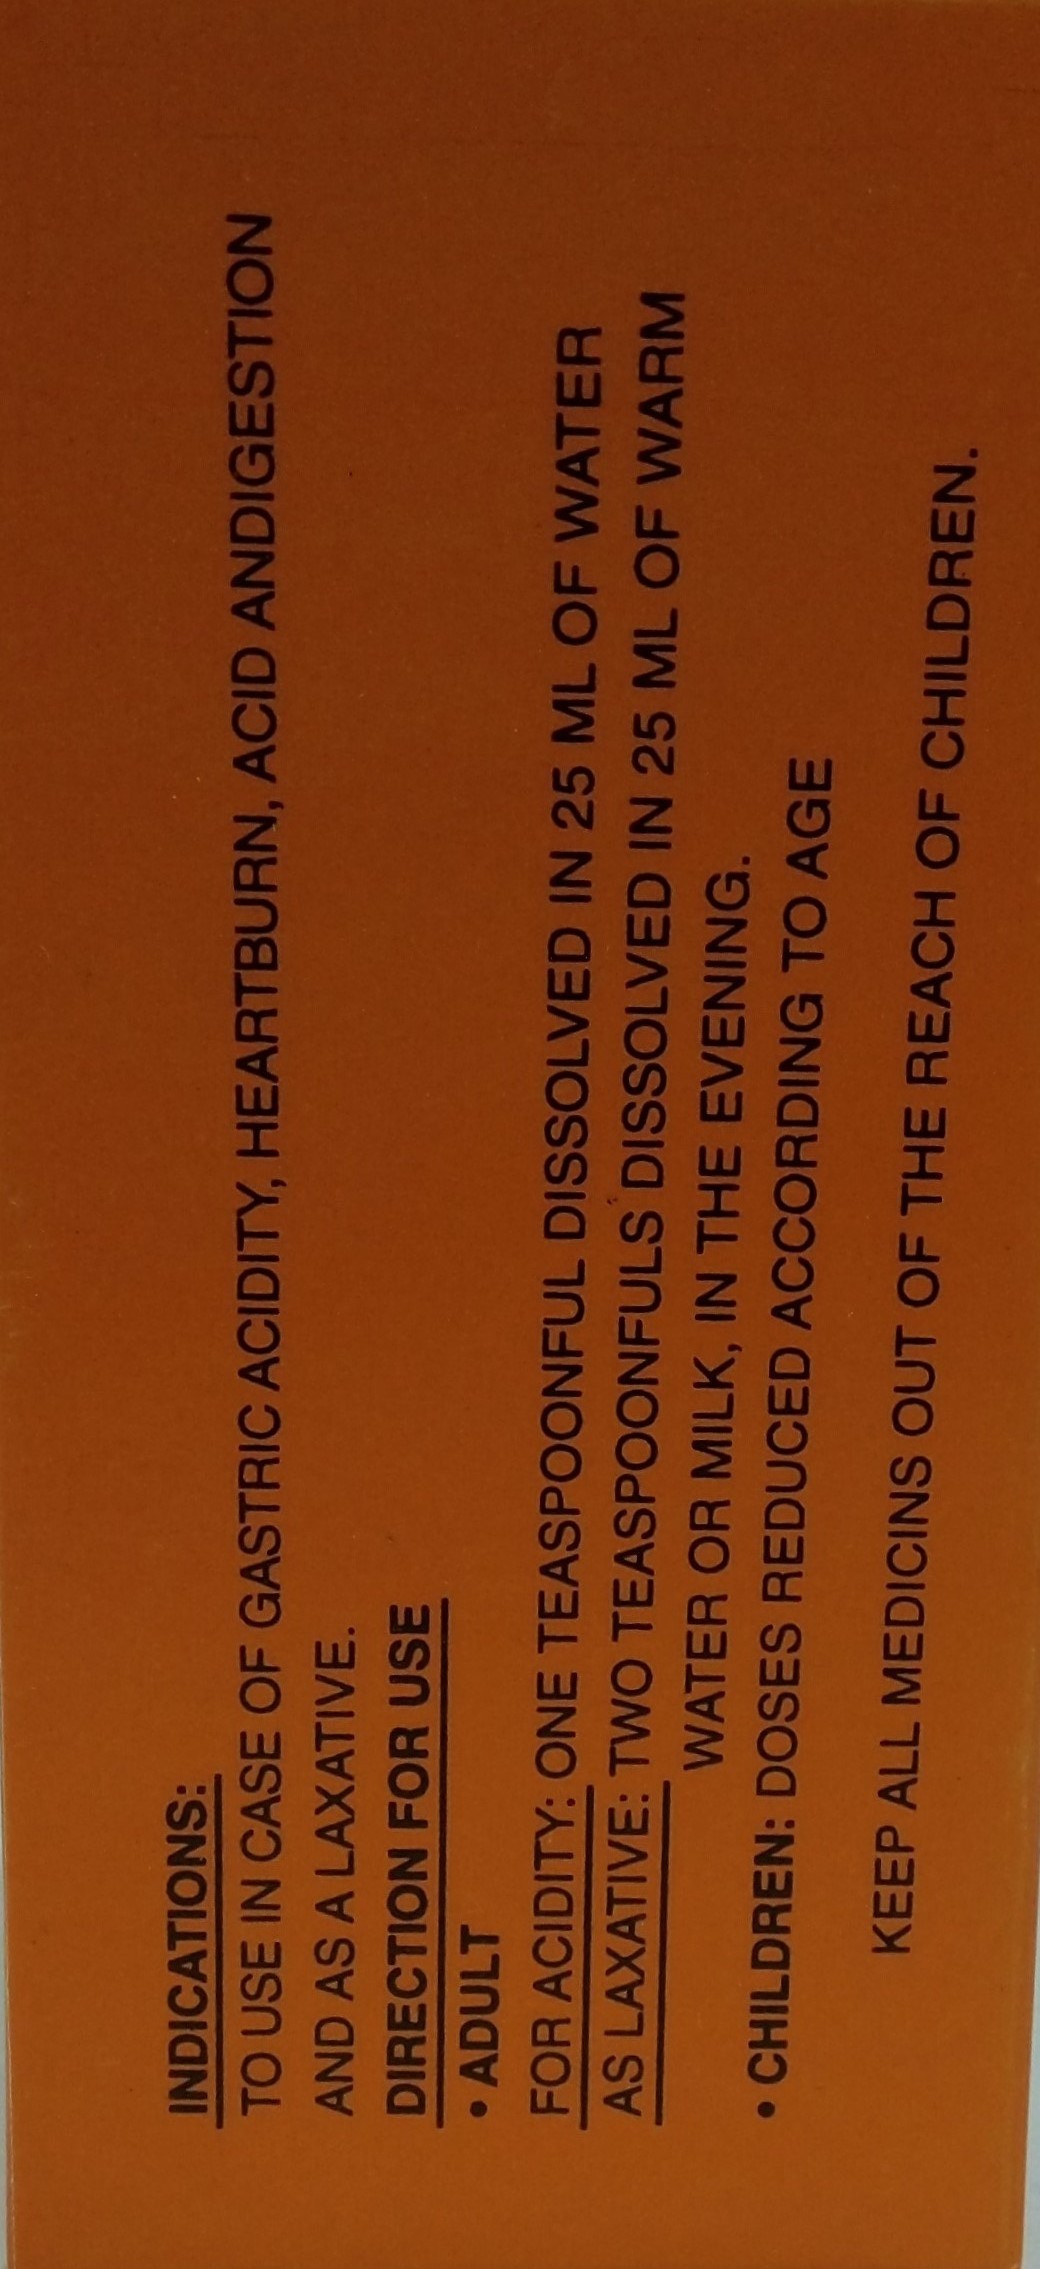 INDICATIONS:
TO USE IN CASE OF GASTRIC ACIDITY, HEARTBURN, ACID ANDIGESTION
AND AS A LAXATIVE.
DIRECTION FOR USE
• ADULT
FOR ACIDITY: ONE TEASPOONFUL DISSOLVED IN 25 ML OF WATER
AS LAXATIVE: TWO TEASPOONFULS DISSOLVED IN 25 ML OF WARM
WATER OR MILK, IN THE EVENING.
• CHILDREN: DOSES REDUCED ACCORDING TO AGE
KEEP ALL MEDICINS OUT OF THE REACH OF CHILDREN.